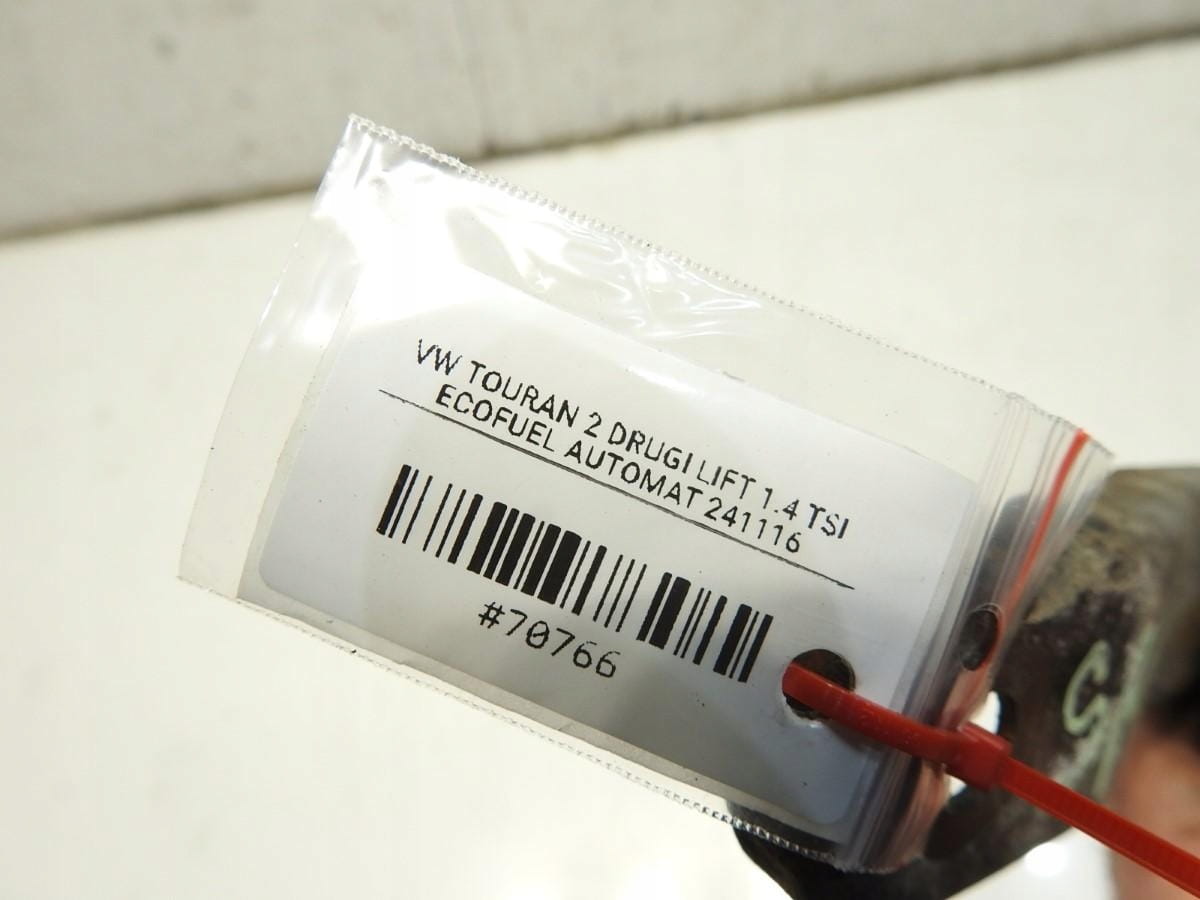 VW TOURAN 2 DRUGI LIFT 1.4 TSI
ECOFUEL AUTOMAT 241116
#70766